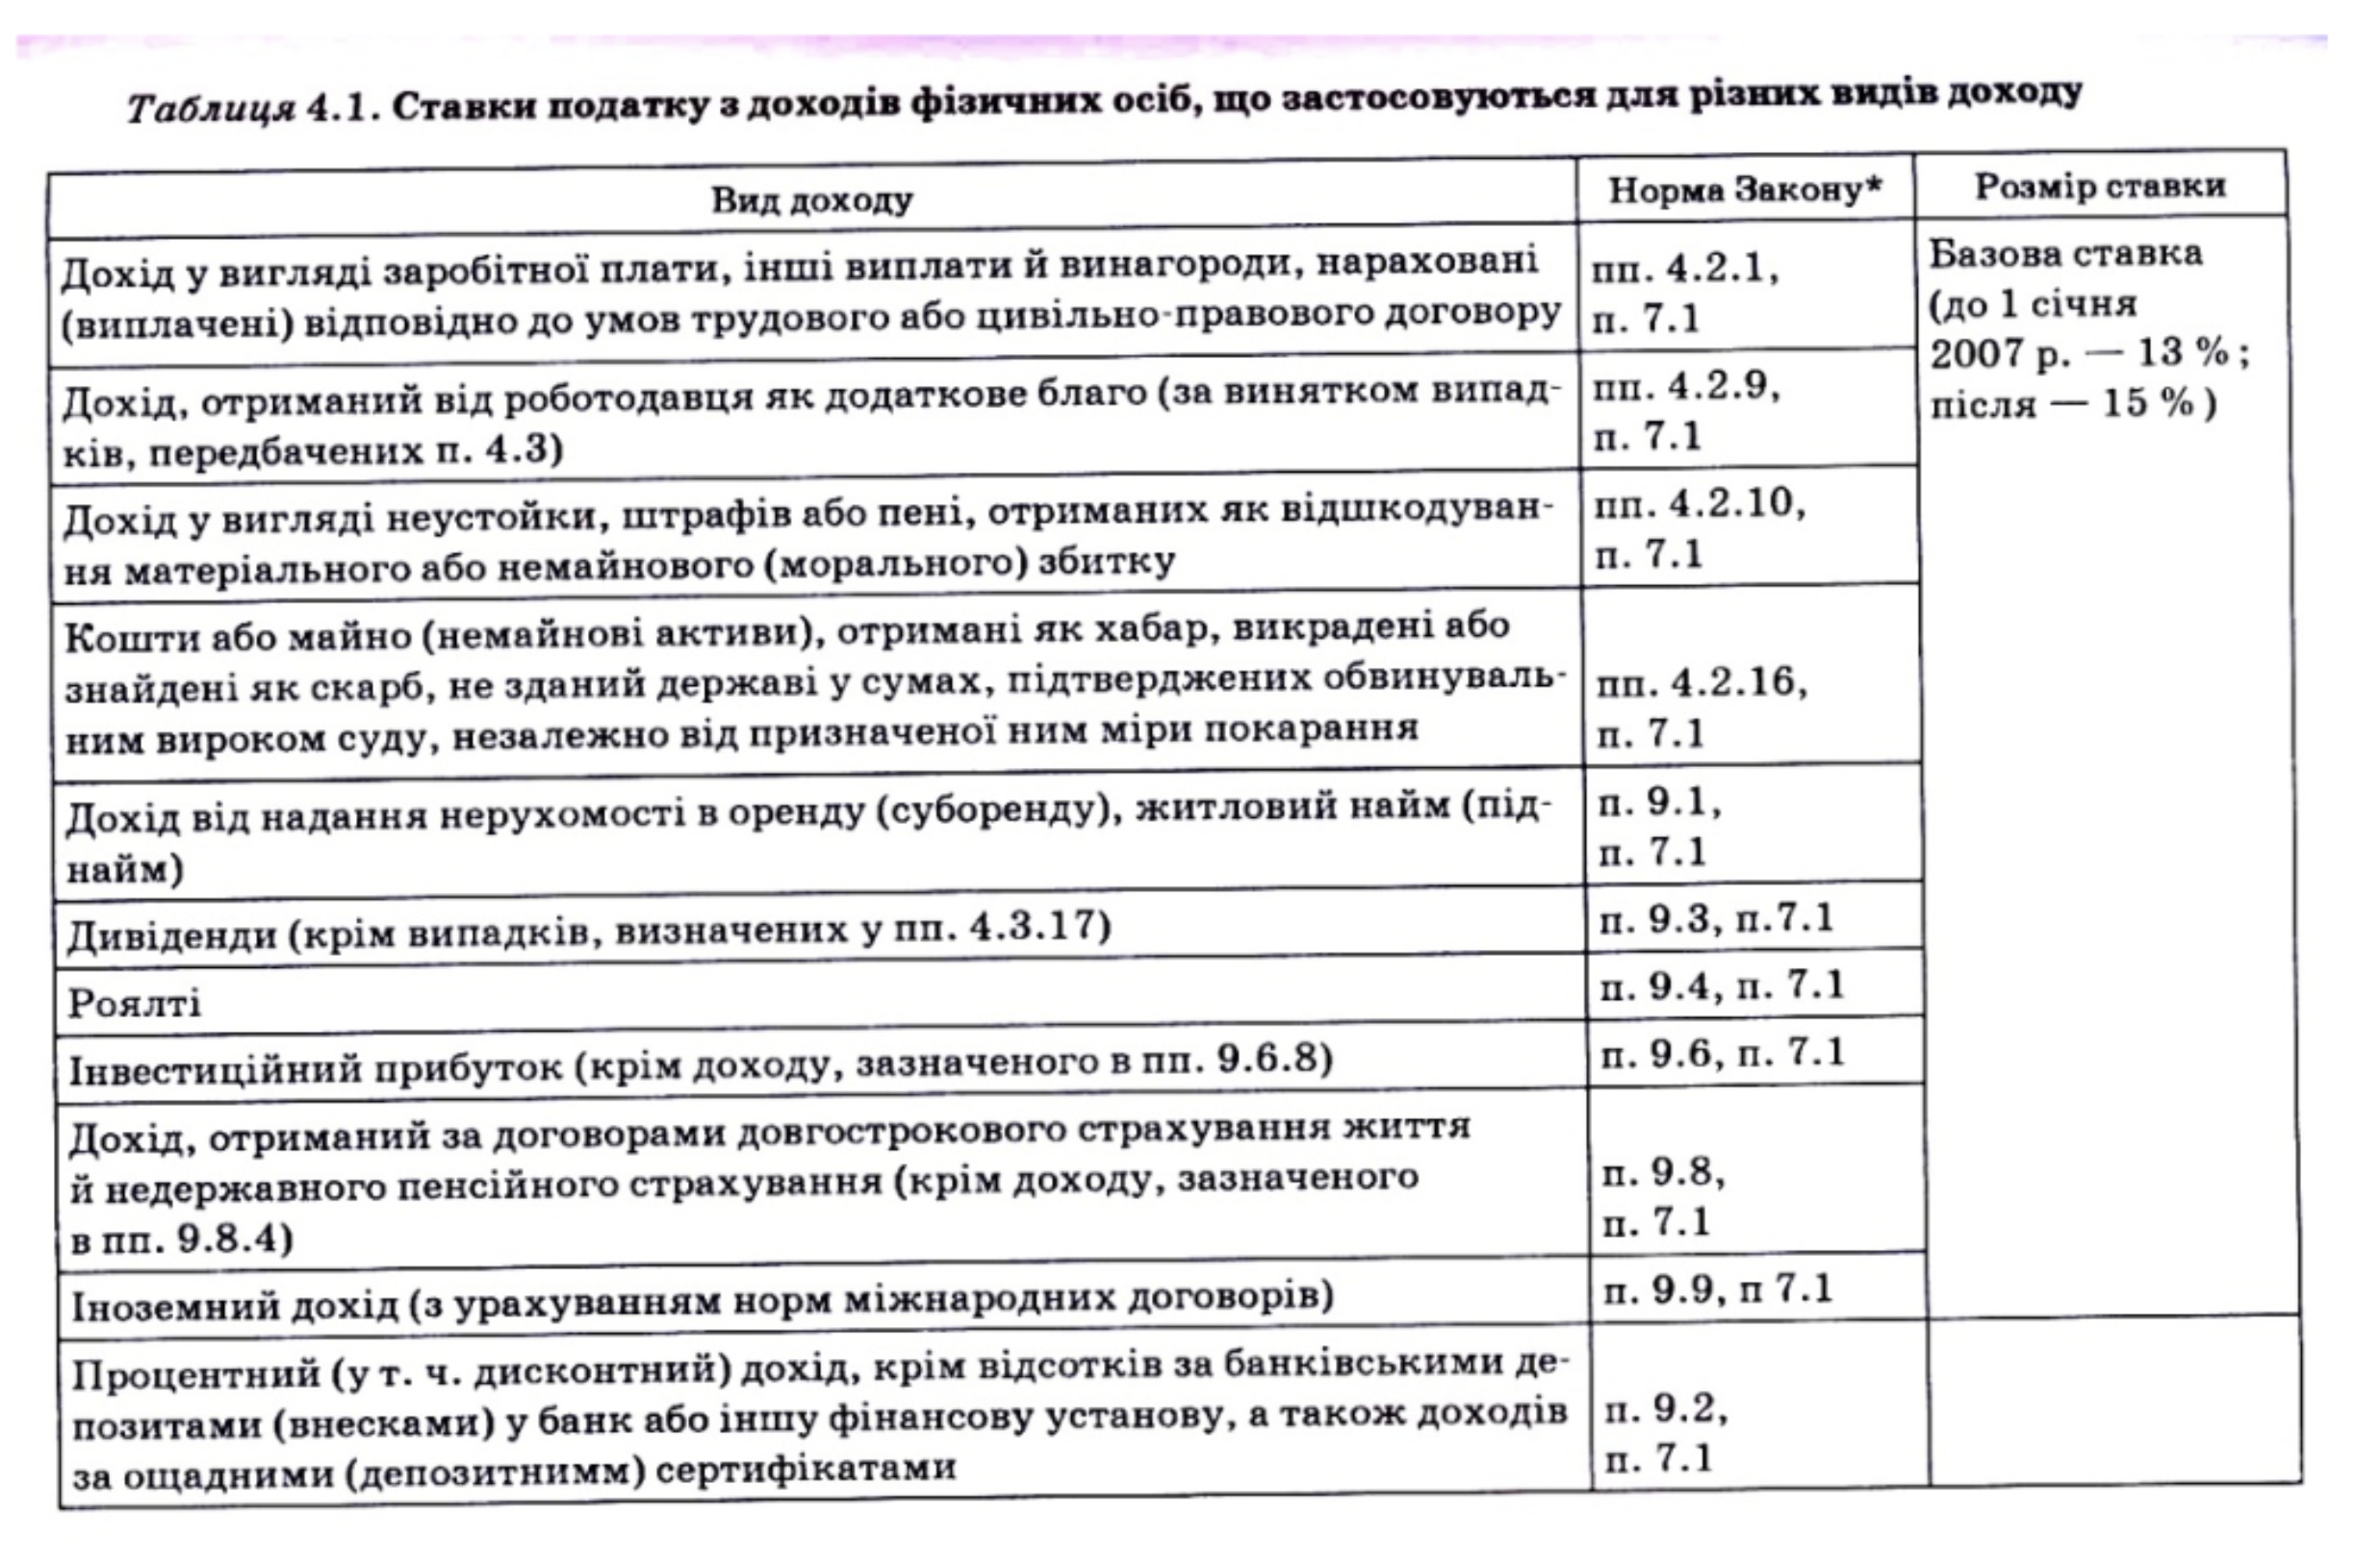 Таблиця 4.1. Ставки податку з доходів фізичних осіб, що застосовуються для різних видів доходу
Вид доходу
Норма Закону*
Розмір ставки
Дохід у вигляді заробітної плати, інші виплати й винагороди, нараховані
(виплачені) відповідно до умов трудового або цивільно-правового договору
пп. 4.2.1,
п. 7.1
Базова ставка
(до 1 січня
2007 р. — 13 %;
після — 15 %)
Дохід, отриманий від роботодавця як додаткове благо (за винятком випад-
ків, передбачених п. 4.3)
пп. 4.2.9,
п. 7.1
Дохід у вигляді неустойки, штрафів або пені, отриманих як відшкодуван-
ня матеріального або немайнового (морального) збитку
пп. 4.2.10,
п. 7.1
Кошти або майно (немайнові активи), отримані як хабар, викрадені або
знайдені як скарб, не зданий державі у сумах, підтверджених обвинуваль-
ним вироком суду, незалежно від призначеної ним міри покарання
пп. 4.2.16,
п. 7.1
Дохід від надання нерухомості в оренду (суборенду), житловий найм (під-
найм)
п. 9.1,
п. 7.1
Дивіденди (крім випадків, визначених у пп. 4.3.17)
п. 9.3, п.7.1
Роялті
п. 9.4, п. 7.1
Інвестиційний прибуток (крім доходу, зазначеного в пп. 9.6.8)
п. 9.6, п. 7.1
Дохід, отриманий за договорами довгострокового страхування життя
й недержавного пенсійного страхування (крім доходу, зазначеного
в пп. 9.8.4)
п. 9.8,
п. 7.1
Іноземний дохід (з урахуванням норм міжнародних договорів)
п. 9.9, п 7.1
Процентний (у т. ч. дисконтний) дохід, крім відсотків за банківськими де-
позитами (внесками) у банк або іншу фінансову установу, а також доходів
за ощадними (депозитнимм) сертифікатами
п. 9.2,
п. 7.1